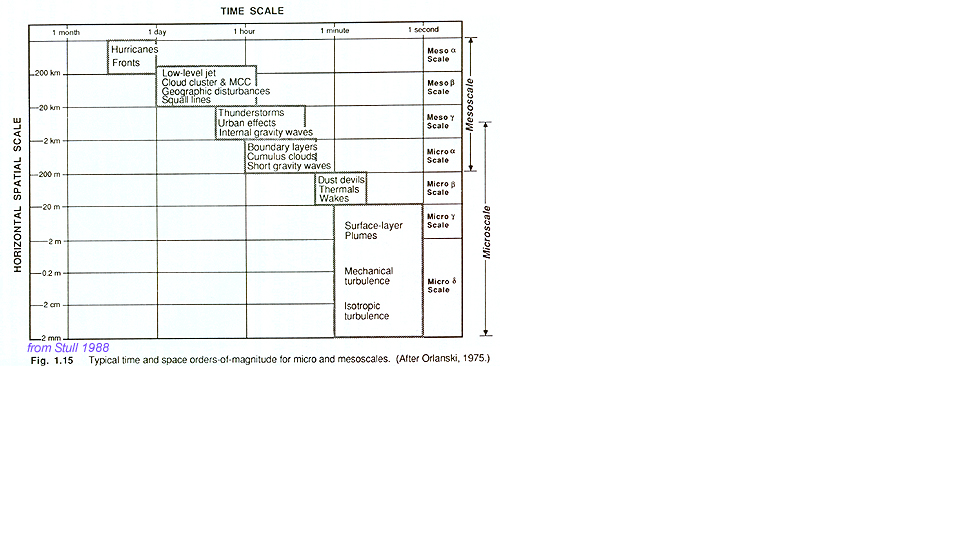 TIME SCALE
1 month
1 day
1 hour
1 minute
1 second
HORIZONTAL SPATIAL SCALE
200 km
20 km
2 km
200 m
20 m
2 m
0.2 m
2 cm
2 mm
Hurricanes
Fronts
Low-level jet
Cloud cluster & MCC
Geographic disturbances
Squall lines
Thunderstorms
Urban effects
Internal gravity waves
Boundary layers
Cumulus clouds
Short gravity waves
Dust devils
Thermals
Wakes
Surface-layer
Plumes
Mechanical
turbulence
Isotropic
turbulence
Meso α
Scale
Meso β
Scale
Meso γ
Scale
Micro α
Scale
Micro β
Scale
Micro γ
Scale
Micro δ
Scale
Mesoscale
Microscale
from Stull 1988
Fig. 1.15 Typical time and space orders-of-magnitude for micro and mesoscales. (After Orlanski, 1975.)